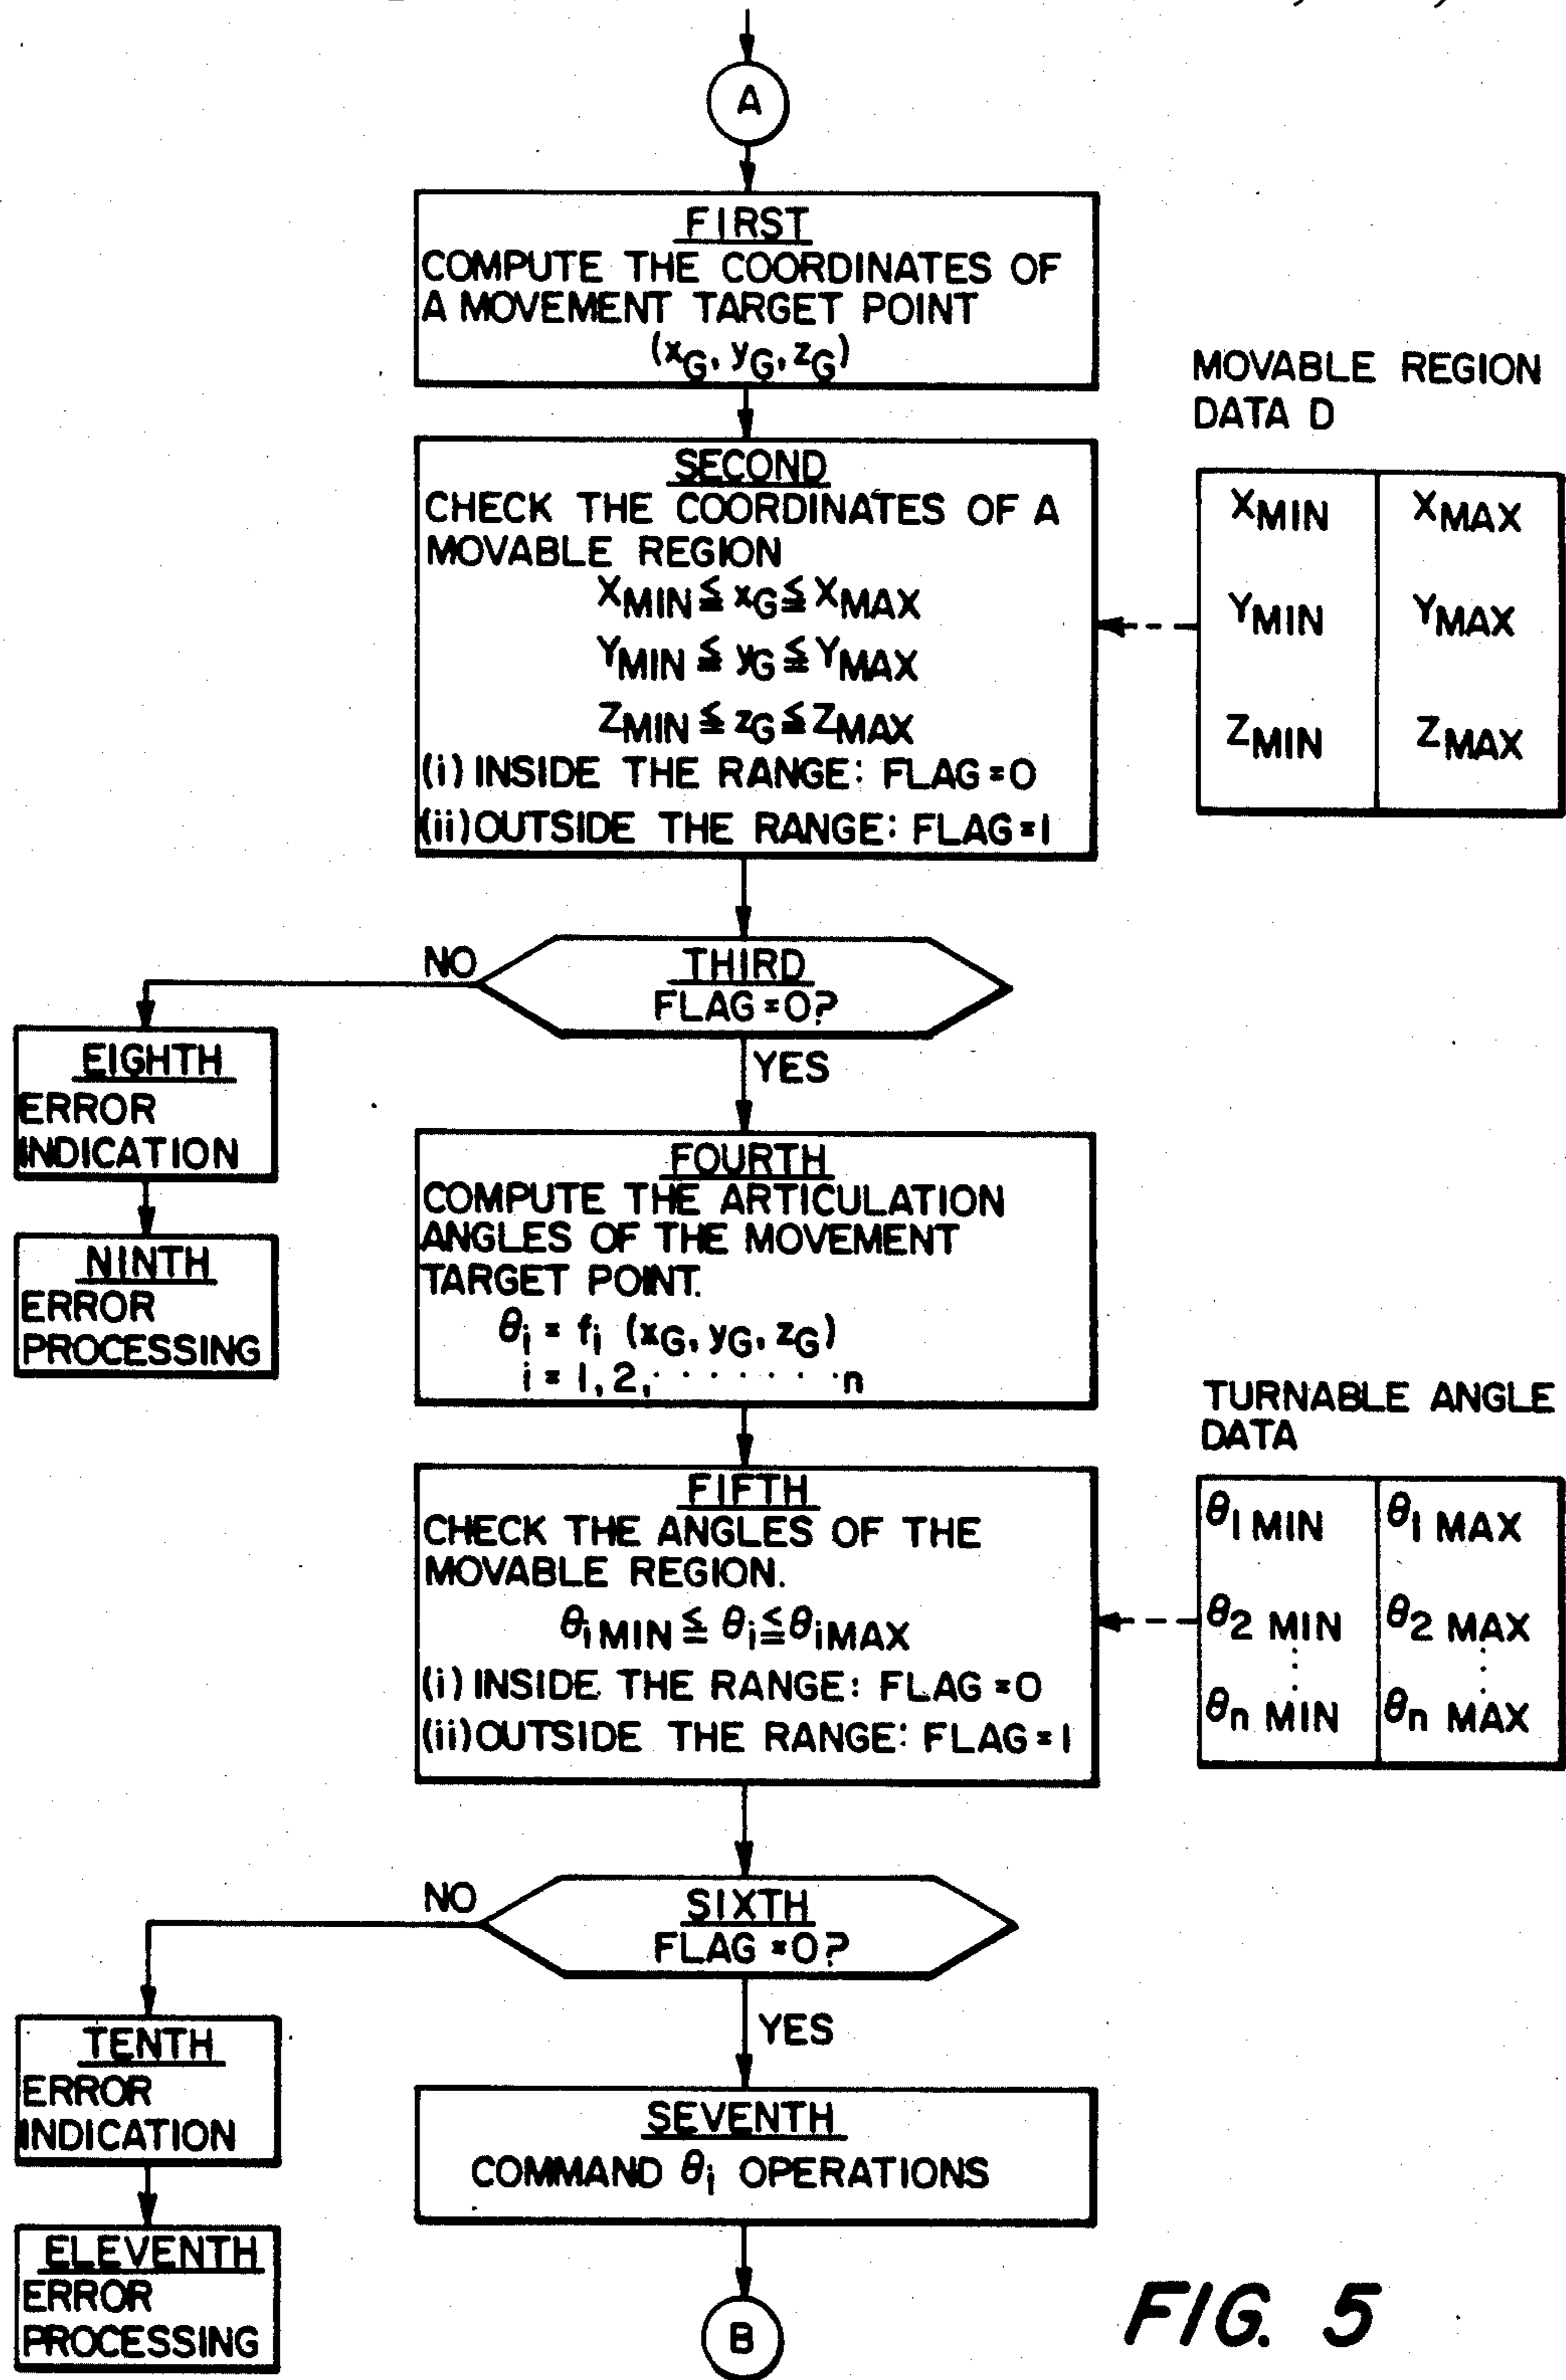 A
FIRST
COMPUTE THE COORDINATES OF
A MOVEMENT TARGET POINT
(xG, yG, zG)
MOVABLE REGION
DATA D
SECOND
CHECK THE COORDINATES OF A
MOVABLE REGION
XMIN ≦ xG ≦ XMAX
YMIN ≦ yG ≦ YMAX
ZMIN ≦ zG ≦ ZMAX
(i) INSIDE THE RANGE: FLAG=0
(ii) OUTSIDE THE RANGE: FLAG=1
XMIN XMAX
YMIN YMAX
ZMIN ZMAX
THIRD
FLAG=0?
NO
YES
EIGHTH
ERROR
INDICATION
NINTH
ERROR
PROCESSING
FOURTH
COMPUTE THE ARTICULATION
ANGLES OF THE MOVEMENT
TARGET POINT.
θi = fi (xG, yG, zG)
i = 1, 2, · · · · · · · n
TURNABLE ANGLE
DATA
FIFTH
CHECK THE ANGLES OF THE
MOVABLE REGION.
θiMIN ≦ θi ≦ θiMAX
(i) INSIDE THE RANGE: FLAG=0
(ii) OUTSIDE THE RANGE: FLAG=1
θ1 MIN θ1 MAX
θ2 MIN θ2 MAX
θn MIN θn MAX
SIXTH
FLAG=0?
NO
YES
TENTH
ERROR
INDICATION
ELEVENTH
ERROR
PROCESSING
SEVENTH
COMMAND θi OPERATIONS
B
FIG. 5